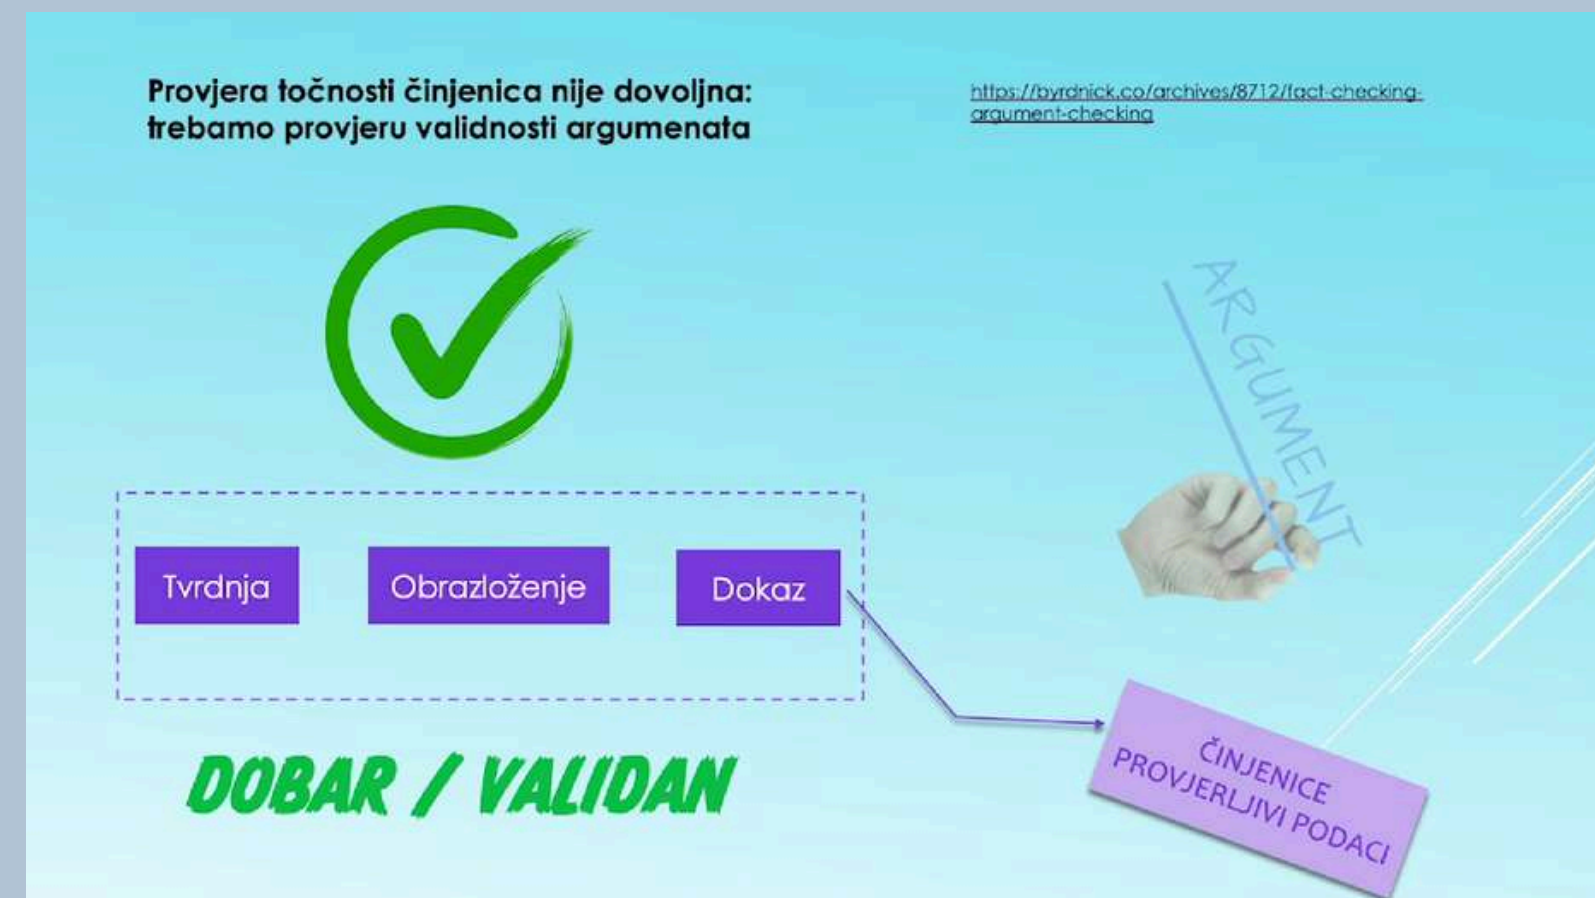 Provjera točnosti činjenica nije dovoljna:
trebamo provjeru validnosti argumenata
https://byrdnick.co/archives/8712/fact-checking-
argument-checking
ARGUMENT
Tvrdnja
Obrazloženje
Dokaz
DOBAR / VALIDAN
ČINJENICE
PROVJERLJIVI PODACI